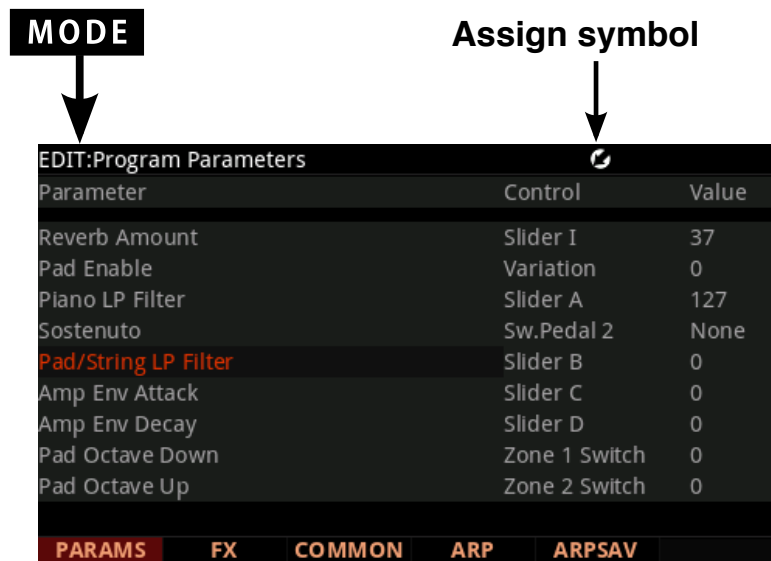 MODE
Assign symbol
EDIT:Program Parameters
Parameter Control Value
Reverb Amount Slider I 37
Pad Enable Variation 0
Piano LP Filter Slider A 127
Sostenuto Sw.Pedal 2 None
Pad/String LP Filter Slider B 0
Amp Env Attack Slider C 0
Amp Env Decay Slider D 0
Pad Octave Down Zone 1 Switch 0
Pad Octave Up Zone 2 Switch 0
PARAMS FX COMMON ARP ARPSAV